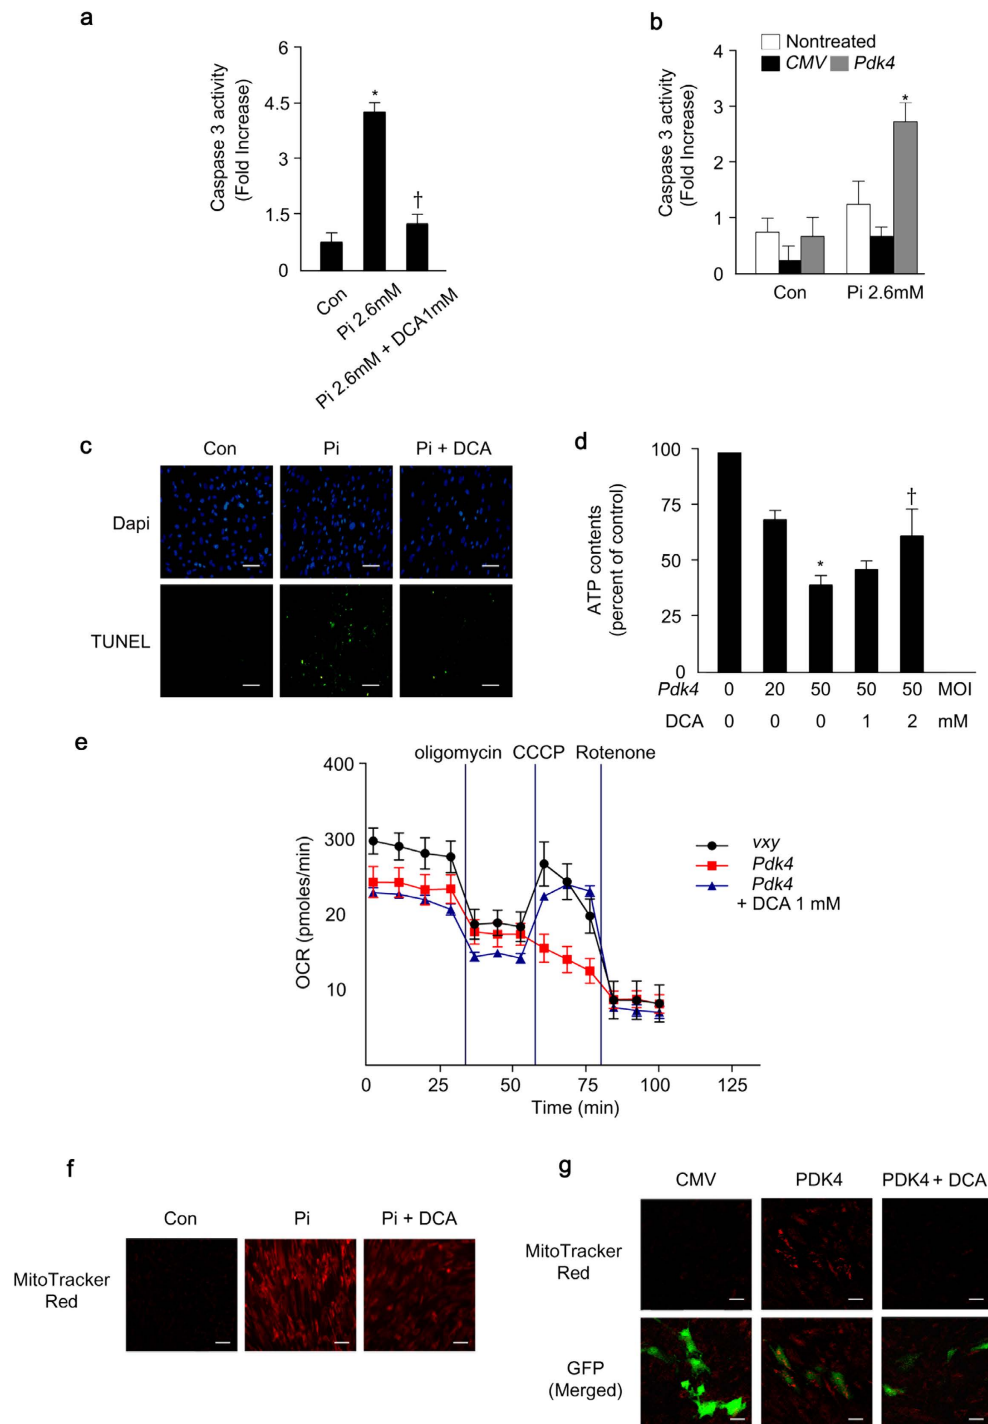 a
6
4.5
3
1.5
0
Caspase 3 activity
(Fold Increase)
*
†
Con
Pi 2.6mM
Pi 2.6mM + DCA1mM
b
Nontreated
CMV Pdk4
4
3
2
1
0
Caspase 3 activity
(Fold Increase)
*
Con Pi 2.6mM
c
Con Pi Pi + DCA
Dapi
TUNEL
d
100
75
50
25
0
ATP contents
(percent of control)
*
†
Pdk4 0 20 50 50 50 MOI
DCA 0 0 0 1 2 mM
e
oligomycin CCCP Rotenone
400
300
20
10
OCR (pmoles/min)
vxy
Pdk4
Pdk4
+ DCA 1 mM
0 25 50 75 100 125
Time (min)
f
Con Pi Pi + DCA
MitoTracker
Red
g
CMV PDK4 PDK4 + DCA
MitoTracker
Red
GFP
(Merged)